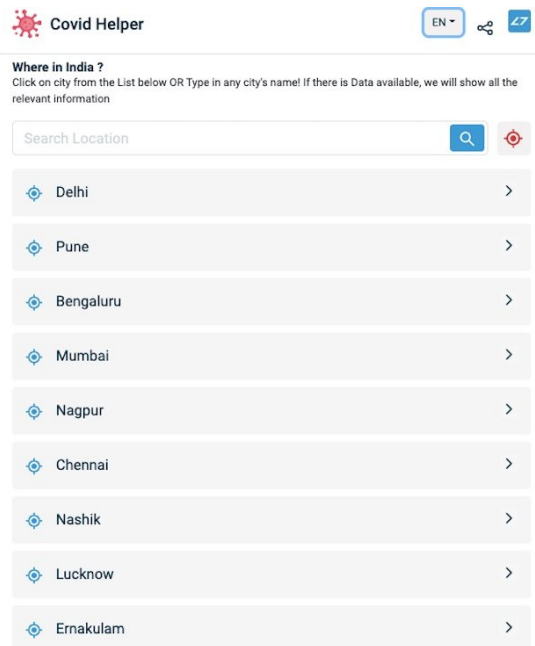 Covid Helper
EN
Where in India ?
Click on city from the List below OR Type in any city's name! If there is Data available, we will show all the
relevant information
Search Location
Delhi
Pune
Bengaluru
Mumbai
Nagpur
Chennai
Nashik
Lucknow
Ernakulam